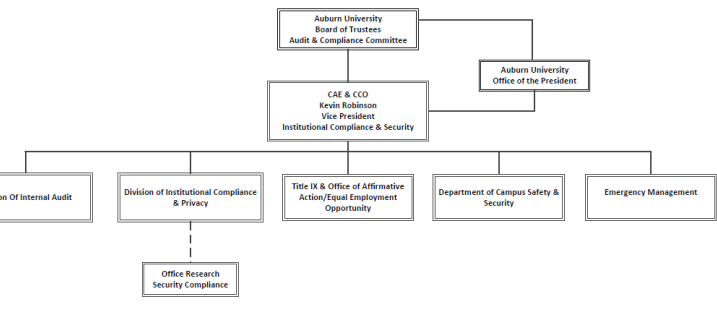 Auburn University
Board of Trustees
Audit & Compliance Committee
Auburn University
Office of the President
CAE & CCO
Kevin Robinson
Vice President
Institutional Compliance & Security
on Of Internal Audit
Division of Institutional Compliance
& Privacy
Title IX & Office of Affirmative
Action/Equal Employment
Opportunity
Department of Campus Safety &
Security
Emergency Management
Office Research
Security Compliance